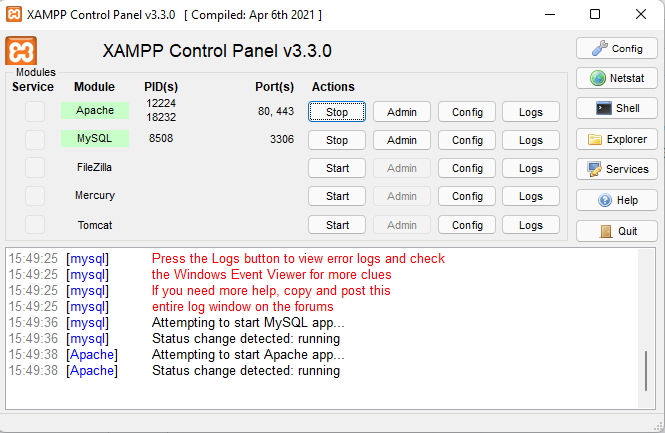 XAMPP Control Panel v3.3.0 [ Compiled: Apr 6th 2021 ]
XAMPP Control Panel v3.3.0
Config
Modules
Service Module PID(s) Port(s) Actions
Netstat
Apache 12224 18232 80, 443 Stop Admin Config Logs
Shell
MySQL 8508 3306 Stop Admin Config Logs
Explorer
FileZilla Start Admin Config Logs
Services
Mercury Start Admin Config Logs
Help
Tomcat Start Admin Config Logs
Quit
15:49:25 [mysql] Press the Logs button to view error logs and check
15:49:25 [mysql] the Windows Event Viewer for more clues
15:49:25 [mysql] If you need more help, copy and post this
15:49:25 [mysql] entire log window on the forums
15:49:36 [mysql] Attempting to start MySQL app...
15:49:36 [mysql] Status change detected: running
15:49:38 [Apache] Attempting to start Apache app...
15:49:38 [Apache] Status change detected: running